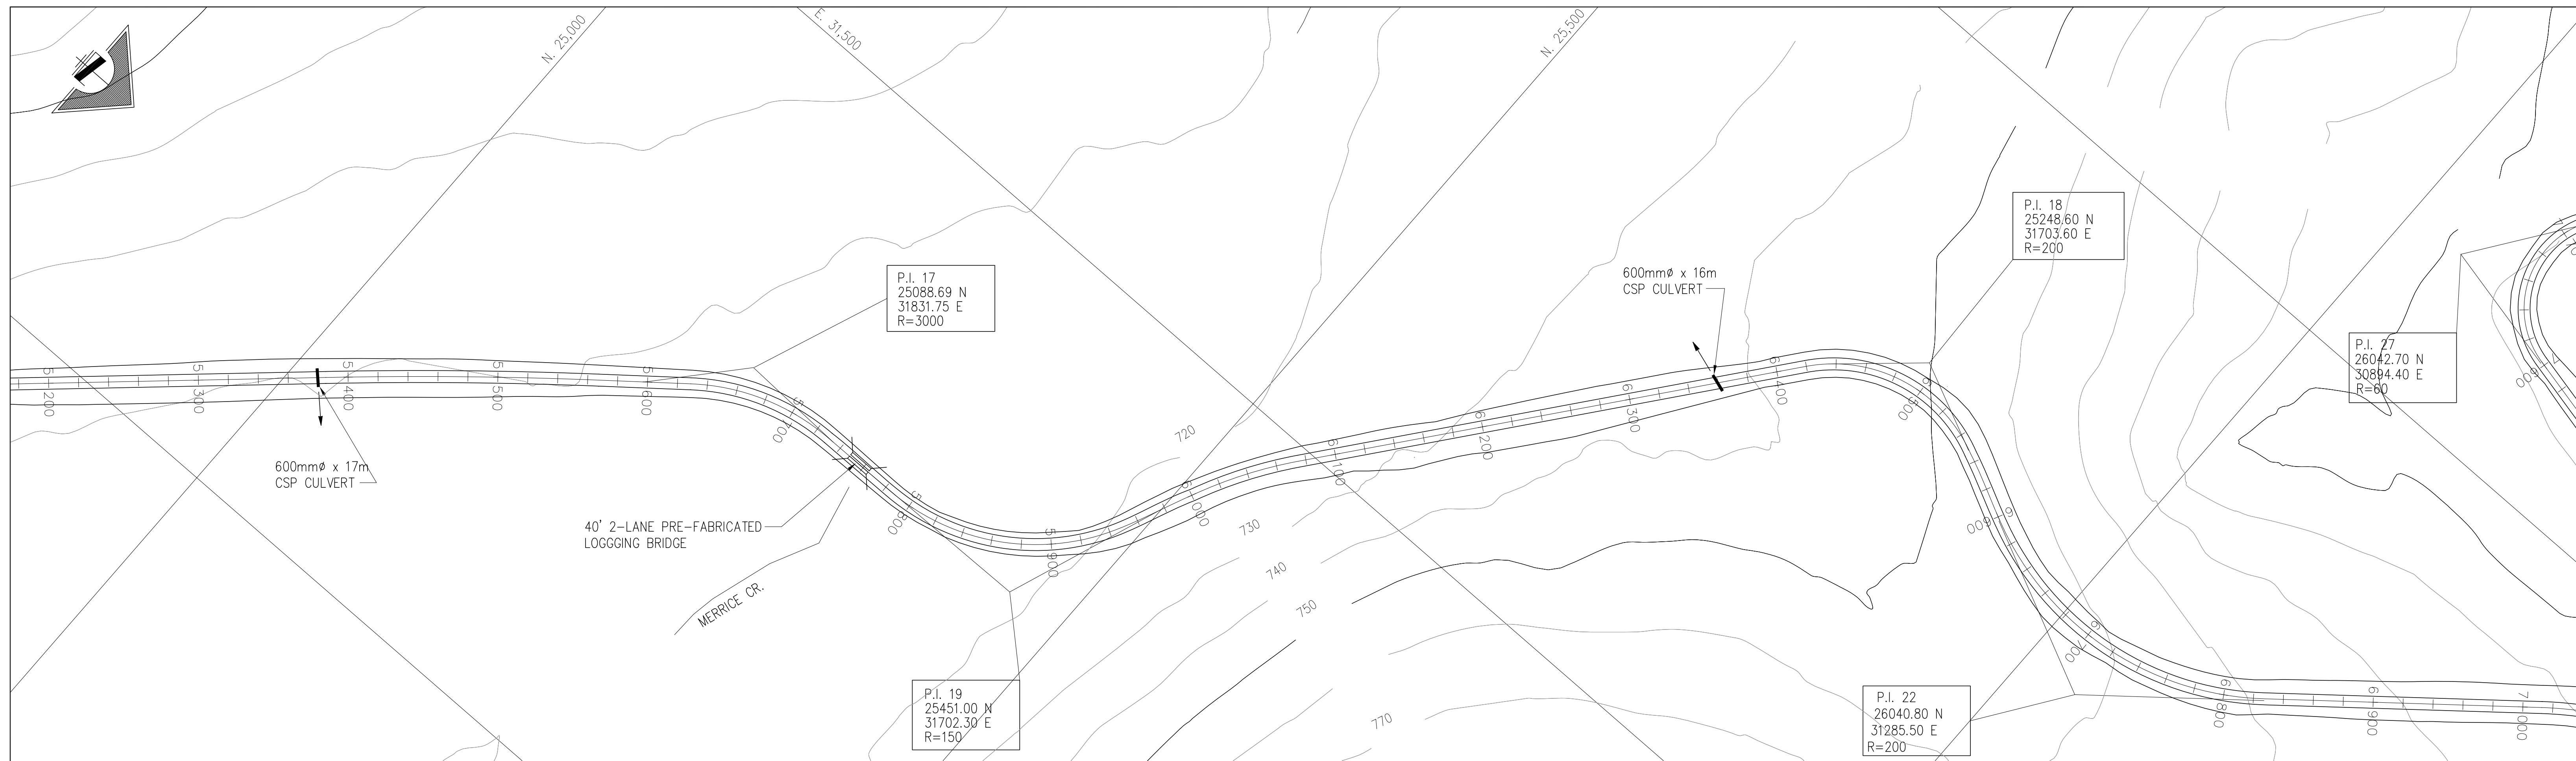 N. 25,000
E. 31,500
N. 25,500
P.I. 17
25088.69 N
31831.75 E
R=3000
P.I. 18
25248.60 N
31703.60 E
R=200
600mmø x 16m
CSP CULVERT
P.I. 27
26042.70 N
30894.40 E
R=60
5 200
5 300
5 400
5 500
5 600
5 700
5 800
5 900
6 000
6 100
6 200
6 300
6 400
6 500
6 600
6 700
6 800
6 900
7 000
600
600mmø x 17m
CSP CULVERT
40' 2-LANE PRE-FABRICATED
LOGGGING BRIDGE
MERRICE CR.
720
730
740
750
770
P.I. 19
25451.00 N
31702.30 E
R=150
P.I. 22
26040.80 N
31285.50 E
R=200